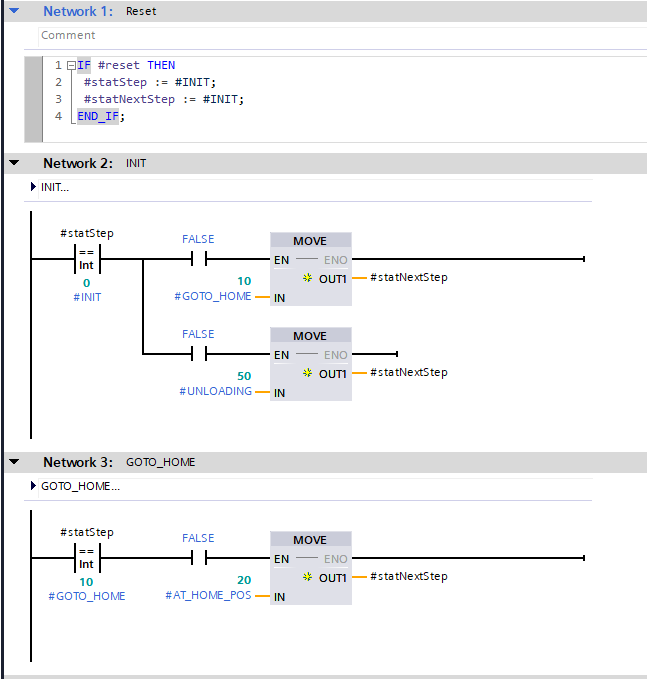 Network 1: Reset
Comment
1 IF #reset THEN
2 #statStep := #INIT;
3 #statNextStep := #INIT;
4 END_IF;
Network 2: INIT
INIT...
#statStep
==
Int
0
#INIT
FALSE
MOVE
EN ENO
OUT1 #statNextStep
10
#GOTO_HOME IN
FALSE
MOVE
EN ENO
OUT1 #statNextStep
50
#UNLOADING IN
Network 3: GOTO_HOME
GOTO_HOME...
#statStep
==
Int
10
#GOTO_HOME
FALSE
MOVE
EN ENO
OUT1 #statNextStep
20
#AT_HOME_POS IN